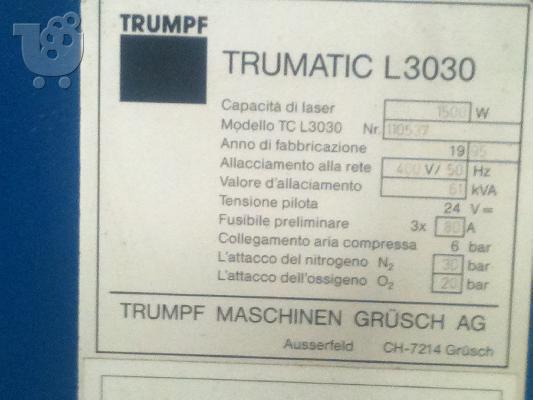 TRUMPF
TRUMATIC L3030
Capacità di laser 1500 W
Modello TC L3030 Nr. 110537
Anno di fabbricazione 1995
Allacciamento alla rete 400 V/ 50 Hz
Valore d'allaciamento 61 kVA
Tensione pilota 24 V=
Fusibile preliminare 3x 80 A
Collegamento aria compressa 6 bar
L'attacco del nitrogeno N₂ 30 bar
L'attacco dell'ossigeno O₂ 20 bar
TRUMPF MASCHINEN GRÜSCH AG
Ausserfeld CH-7214 Grüsch